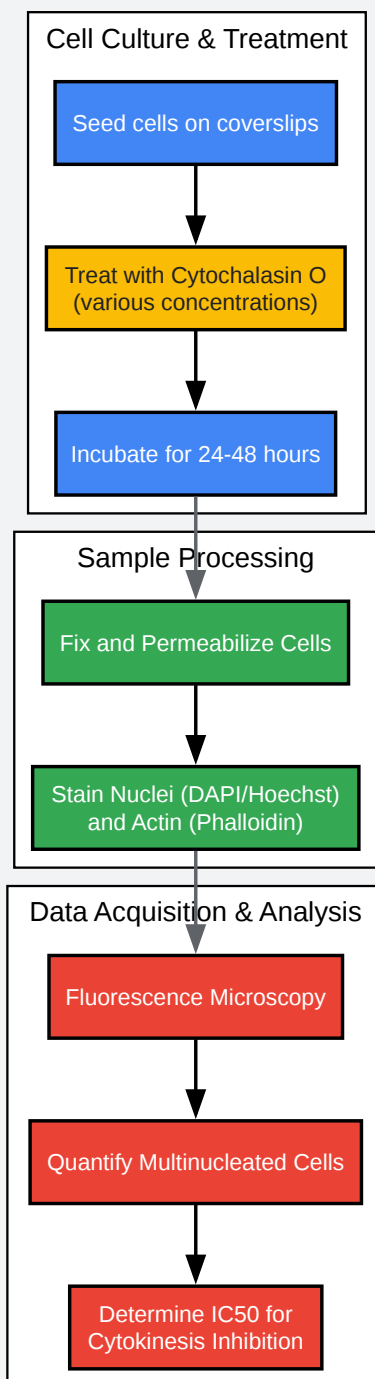 Cell Culture & Treatment
Seed cells on coverslips
Treat with Cytochalasin O
(various concentrations)
Incubate for 24-48 hours
Sample Processing
Fix and Permeabilize Cells
Stain Nuclei (DAPI/Hoechst)
and Actin (Phalloidin)
Data Acquisition & Analysis
Fluorescence Microscopy
Quantify Multinucleated Cells
Determine IC50 for
Cytokinesis Inhibition